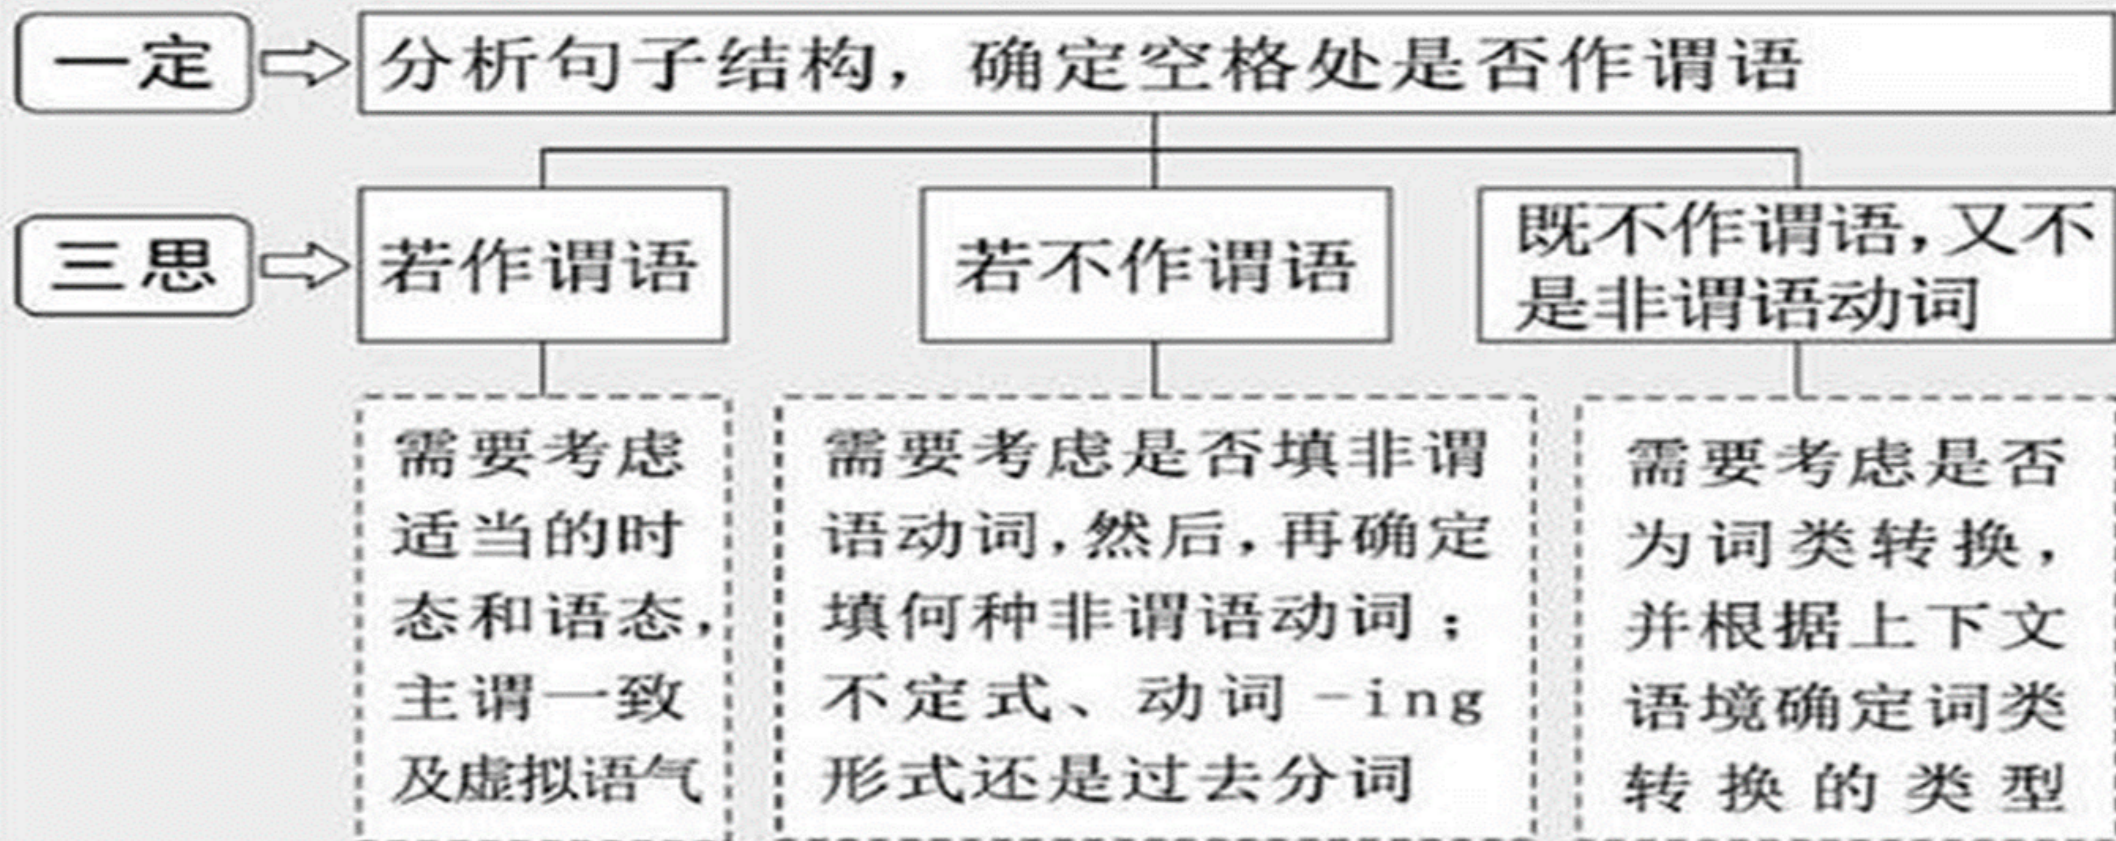 一定
分析句子结构，确定空格处是否作谓语
三思
若作谓语
若不作谓语
既不作谓语，又不
是非谓语动词
需要考虑
适当的时
态和语态，
主谓一致
及虚拟语气
需要考虑是否填非谓
语动词，然后，再确定
填何种非谓语动词；
不定式、动词-ing
形式还是过去分词
需要考虑是否
为词类转换，
并根据上下文
语境确定词类
转换的类型